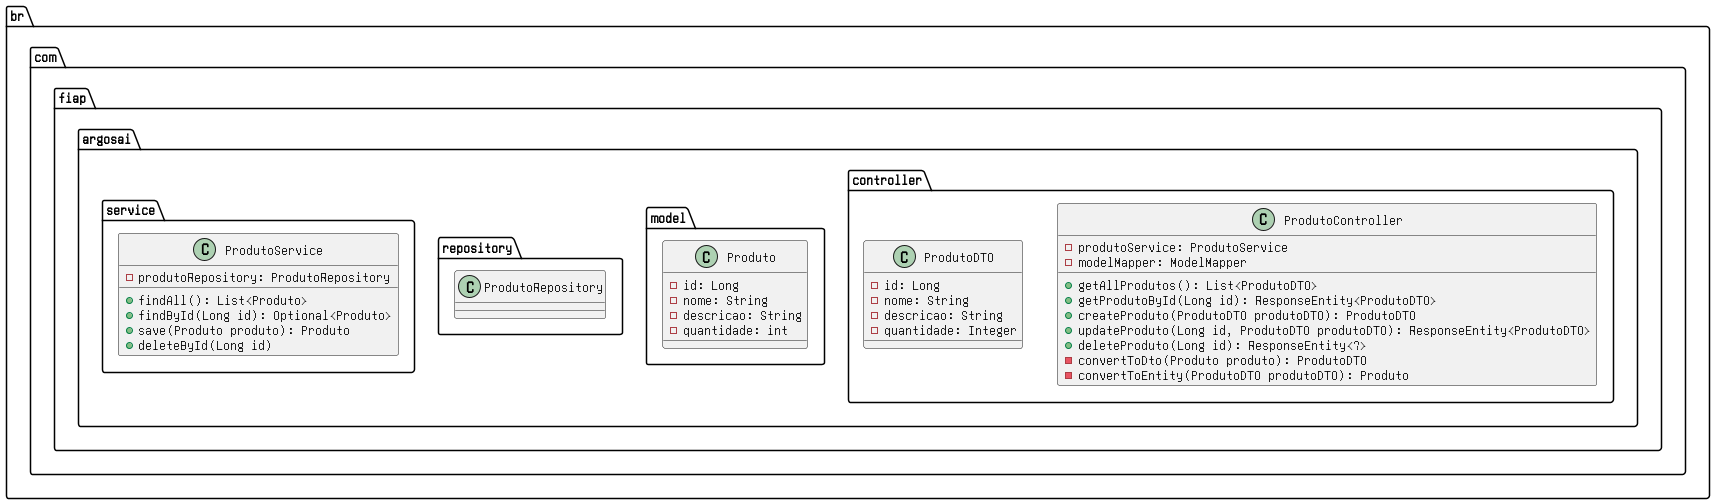 br
com
fiap
argosai
service
C ProdutoService
produtoRepository: ProdutoRepository
findAll(): List<Produto>
findById(Long id): Optional<Produto>
save(Produto produto): Produto
deleteById(Long id)
repository
C ProdutoRepository
model
C Produto
id: Long
nome: String
descricao: String
quantidade: int
controller
C ProdutoDTO
id: Long
nome: String
descricao: String
quantidade: Integer
C ProdutoController
produtoService: ProdutoService
modelMapper: ModelMapper
getAllProdutos(): List<ProdutoDTO>
getProdutoById(Long id): ResponseEntity<ProdutoDTO>
createProduto(ProdutoDTO produtoDTO): ProdutoDTO
updateProduto(Long id, ProdutoDTO produtoDTO): ResponseEntity<ProdutoDTO>
deleteProduto(Long id): ResponseEntity<?>
convertToDto(Produto produto): ProdutoDTO
convertToEntity(ProdutoDTO produtoDTO): Produto